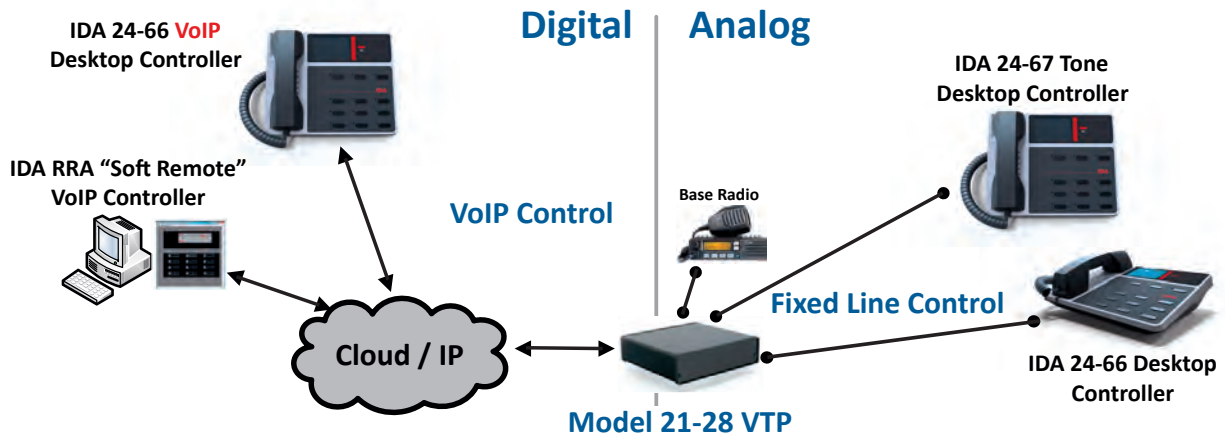 Digital
Analog
IDA 24-66 VoIP
Desktop Controller
IDA 24-67 Tone
Desktop Controller
IDA RRA “Soft Remote”
VoIP Controller
Base Radio
VoIP Control
Fixed Line Control
Cloud / IP
IDA 24-66 Desktop
Controller
Model 21-28 VTP